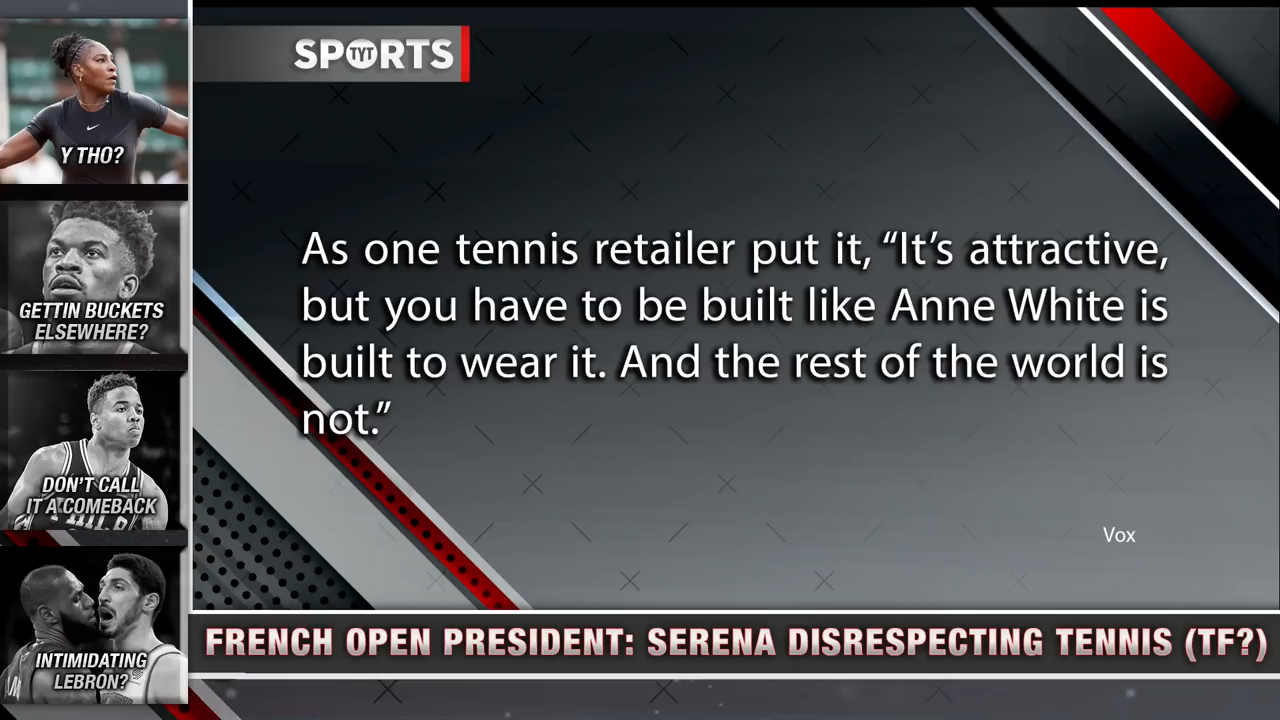 SPORTS
TYT
Y THO?
GETTIN BUCKETS
ELSEWHERE?
DON'T CALL
IT A COMEBACK
INTIMIDATING
LEBRON?
As one tennis retailer put it, “It’s attractive,
but you have to be built like Anne White is
built to wear it. And the rest of the world is
not.”
Vox
FRENCH OPEN PRESIDENT: SERENA DISRESPECTING TENNIS (TF?)